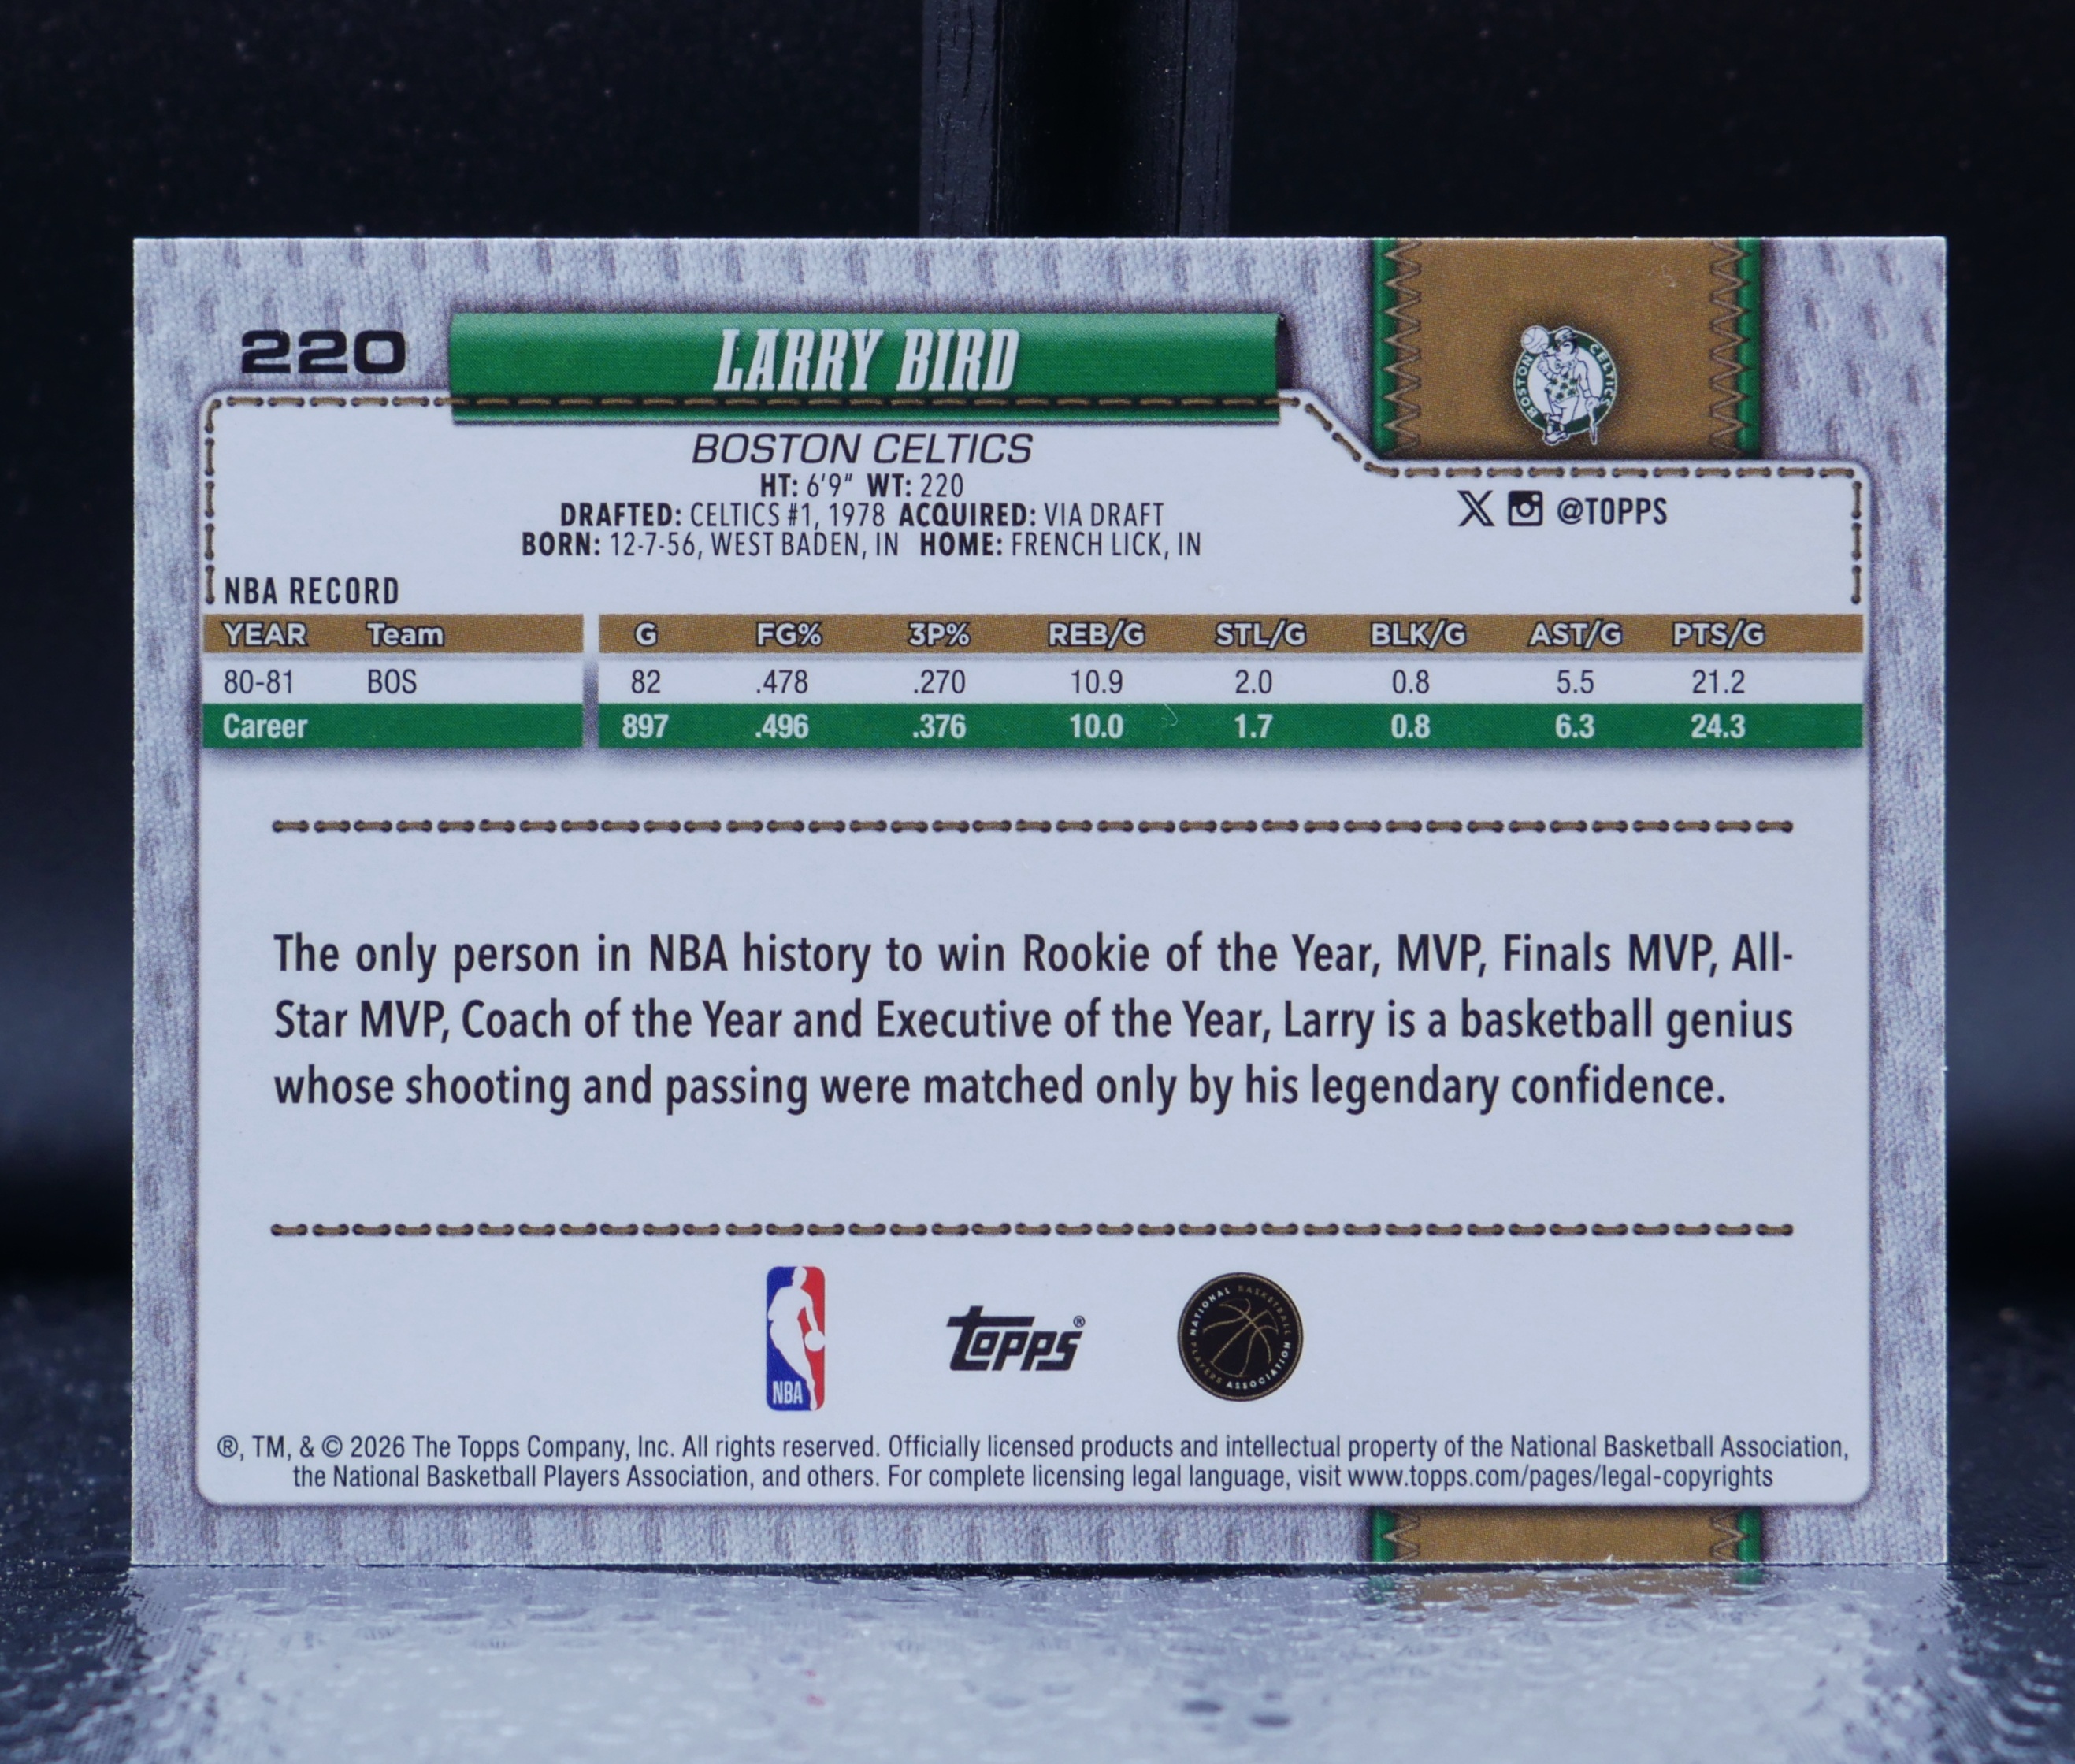 220
LARRY BIRD
BOSTON CELTICS
BOSTON CELTICS
HT: 6'9" WT: 220
DRAFTED: CELTICS #1, 1978 ACQUIRED: VIA DRAFT
BORN: 12-7-56, WEST BADEN, IN HOME: FRENCH LICK, IN
X @TOPPS
NBA RECORD
YEAR Team G FG% 3P% REB/G STL/G BLK/G AST/G PTS/G
80-81 BOS 82 .478 .270 10.9 2.0 0.8 5.5 21.2
Career 897 .496 .376 10.0 1.7 0.8 6.3 24.3
The only person in NBA history to win Rookie of the Year, MVP, Finals MVP, All-
Star MVP, Coach of the Year and Executive of the Year, Larry is a basketball genius
whose shooting and passing were matched only by his legendary confidence.
NBA
topps®
NATIONAL BASKETBALL PLAYERS ASSOCIATION
®, TM, & © 2026 The Topps Company, Inc. All rights reserved. Officially licensed products and intellectual property of the National Basketball Association,
the National Basketball Players Association, and others. For complete licensing legal language, visit www.topps.com/pages/legal-copyrights